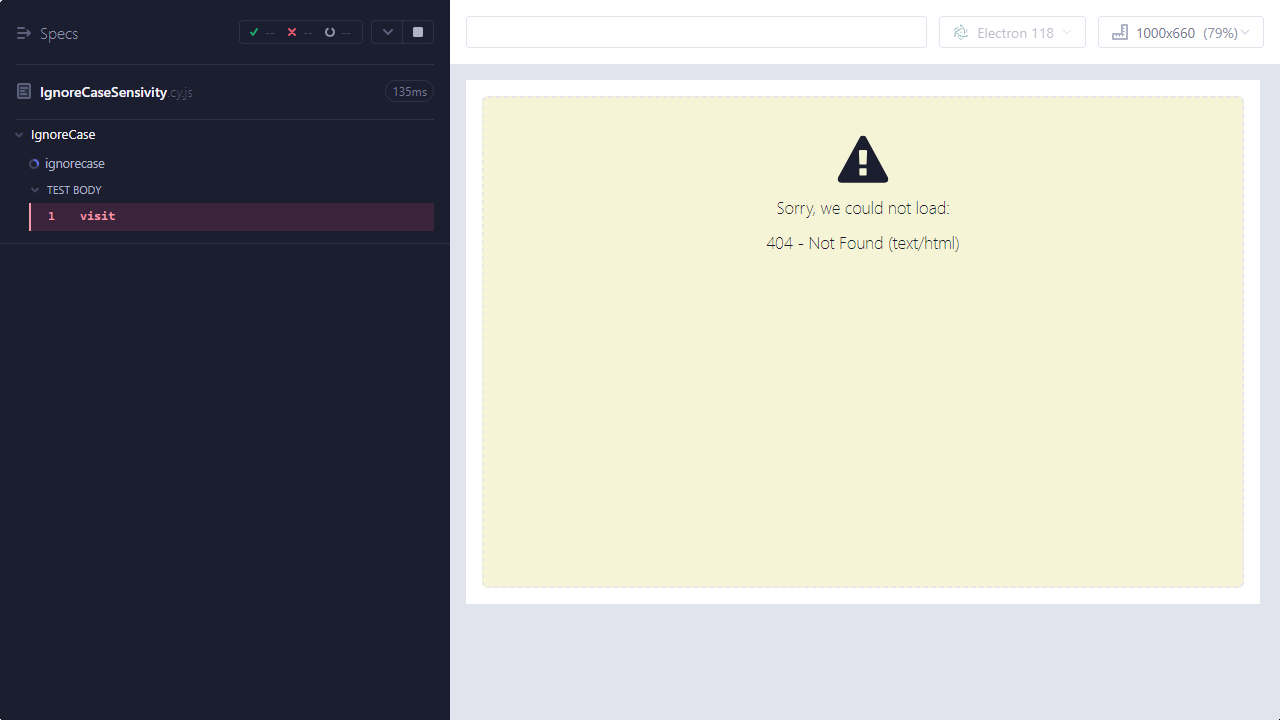 Specs
-- -- --
IgnoreCaseSensivity.cy.js 135ms
IgnoreCase
ignorecase
TEST BODY
1 visit
Electron 118
1000x660 (79%)
Sorry, we could not load:
404 - Not Found (text/html)